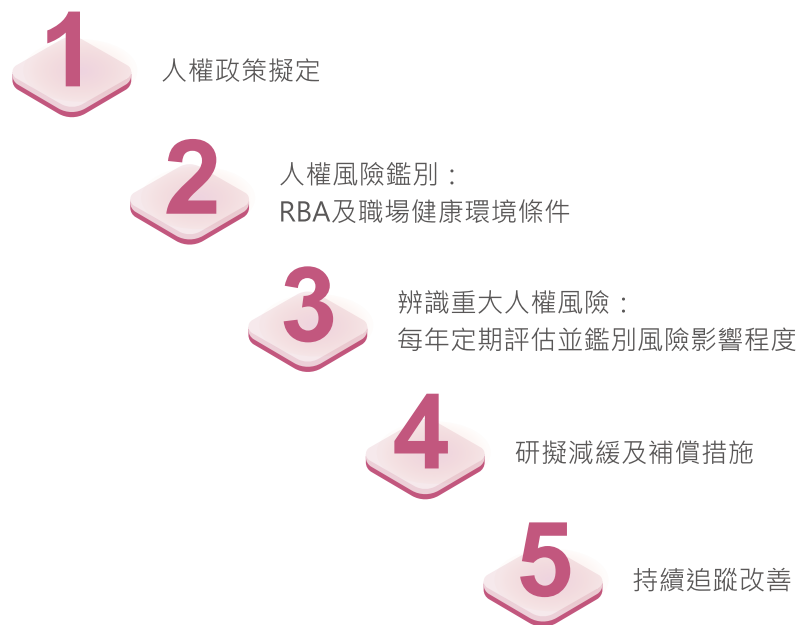 1
人權政策擬定
2
人權風險鑑別：
RBA及職場健康環境條件
3
辨識重大人權風險：
每年定期評估並鑑別風險影響程度
4
研擬減緩及補償措施
5
持續追蹤改善